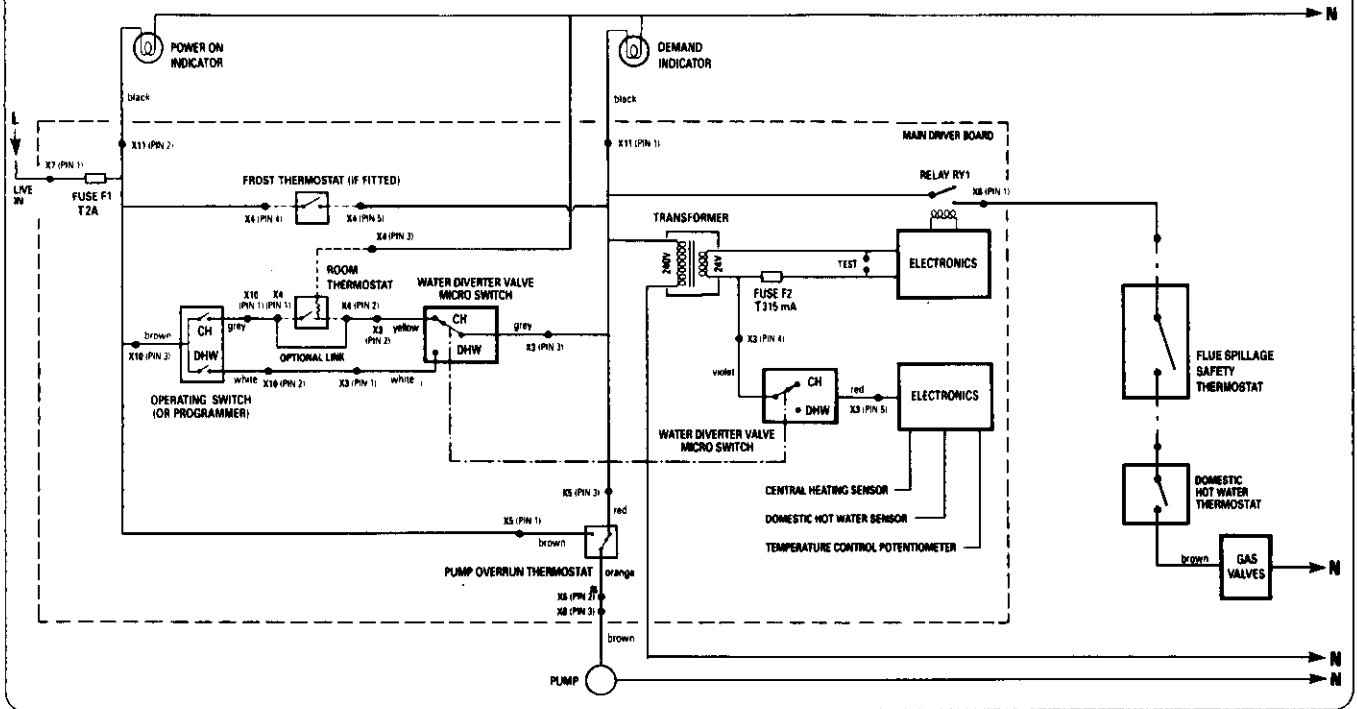 N
POWER ON
INDICATOR
DEMAND
INDICATOR
black
black
L
LIVE
IN
X7 (PIN 1)
FUSE F1
T2A
X11 (PIN 2)
X11 (PIN 1)
MAIN DRIVER BOARD
FROST THERMOSTAT (IF FITTED)
X4 (PIN 4)
X4 (PIN 5)
X4 (PIN 3)
RELAY RY1
X8 (PIN 1)
TRANSFORMER
240V
24V
TEST
ELECTRONICS
FUSE F2
T315 mA
ROOM
THERMOSTAT
WATER DIVERTER VALVE
MICRO SWITCH
X10
(PIN 1)
X4
(PIN 1)
X4 (PIN 2)
X3
(PIN 2)
yellow
CH
DHW
grey
X3 (PIN 3)
brown
X10 (PIN 3)
CH
DHW
grey
OPTIONAL LINK
white
X10 (PIN 2)
X3 (PIN 1)
white
OPERATING SWITCH
(OR PROGRAMMER)
X3 (PIN 4)
violet
CH
DHW
red
X3 (PIN 5)
ELECTRONICS
WATER DIVERTER VALVE
MICRO SWITCH
FLUE SPILLAGE
SAFETY
THERMOSTAT
CENTRAL HEATING SENSOR
DOMESTIC HOT WATER SENSOR
TEMPERATURE CONTROL POTENTIOMETER
DOMESTIC
HOT WATER
THERMOSTAT
X5 (PIN 3)
red
X5 (PIN 1)
brown
PUMP OVERRUN THERMOSTAT
orange
X6 (PIN 2)
X8 (PIN 3)
brown
PUMP
brown
GAS
VALVES
N
N
N